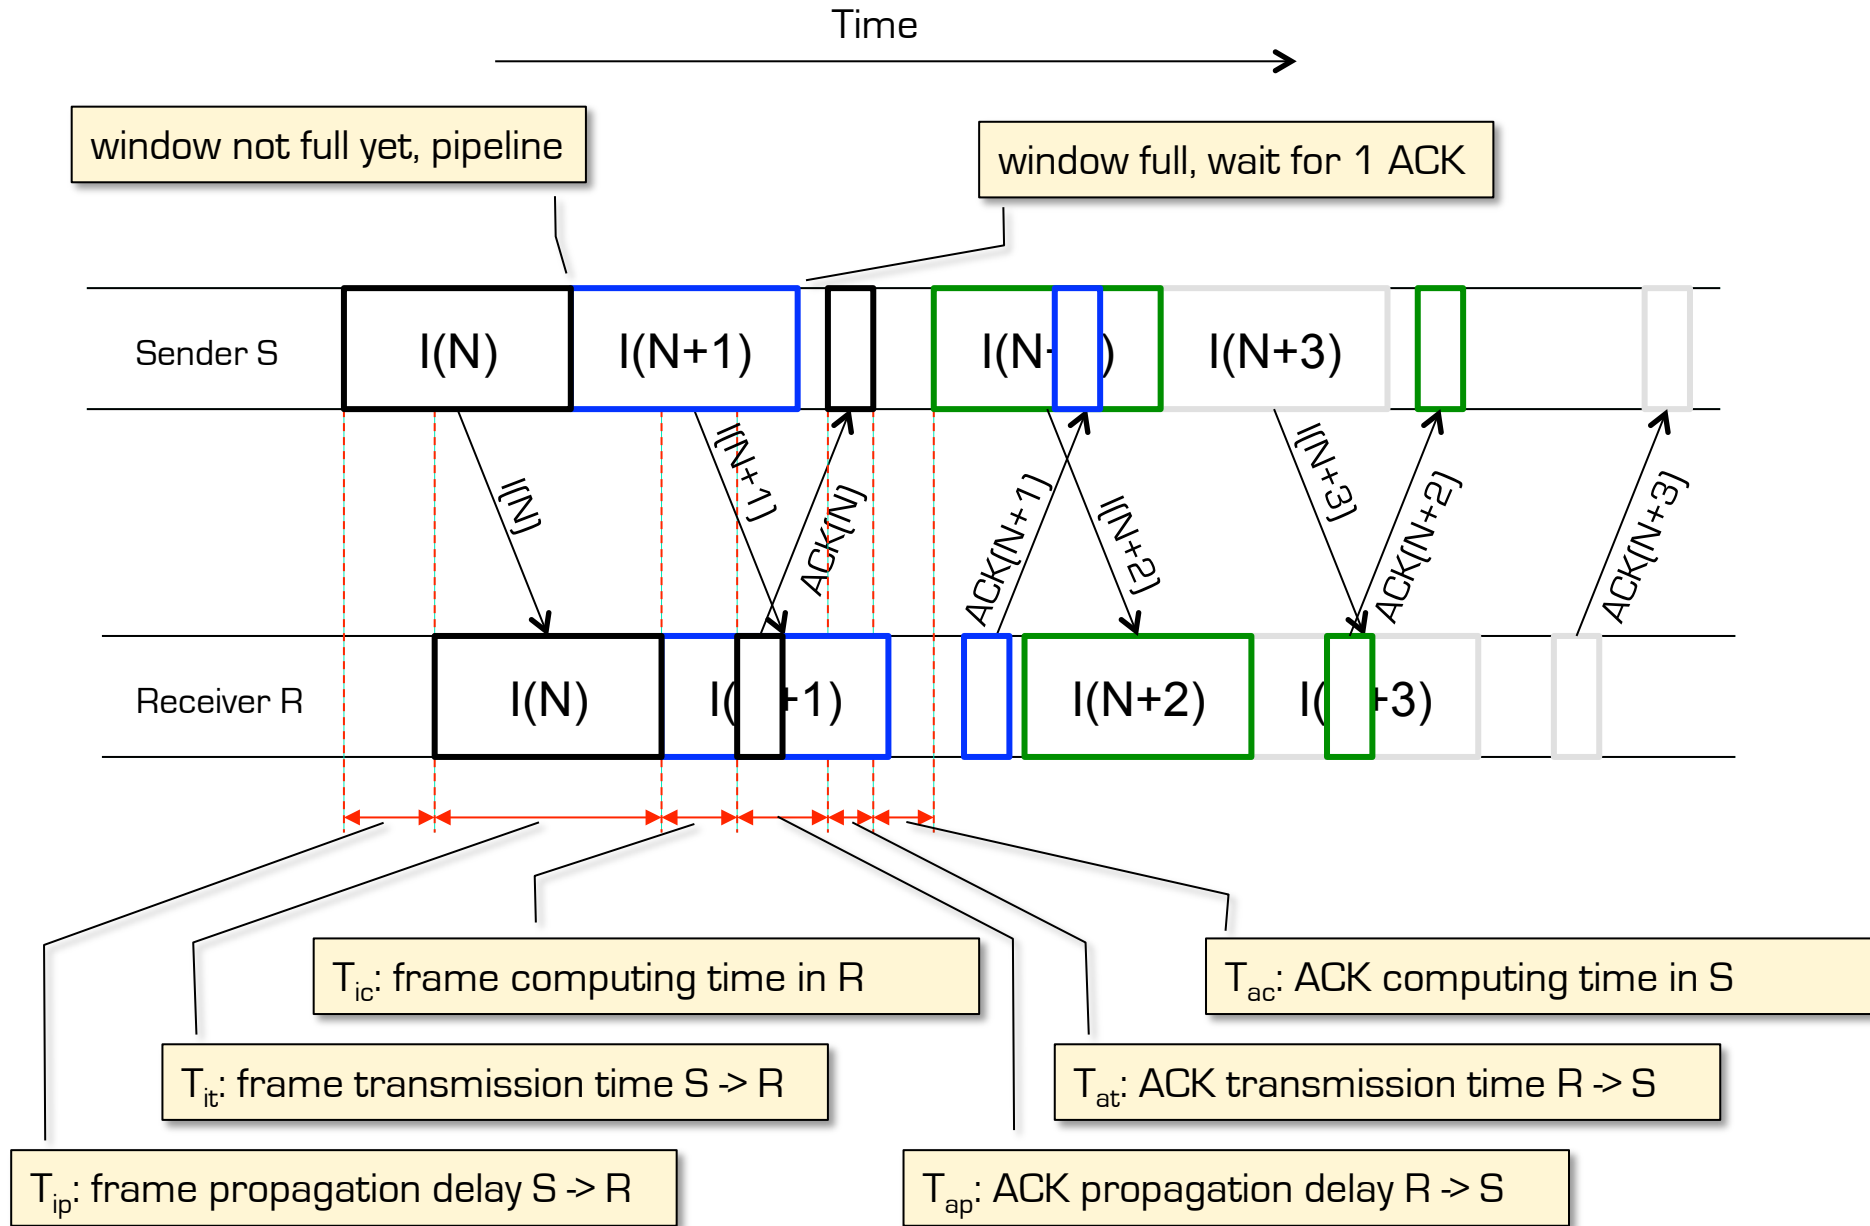 Time
window not full yet, pipeline
window full, wait for 1 ACK
Sender S
I(N)
I(N+1)
I(N+ )
I(N+3)
I(N)
I(N+1)
ACK(N)
ACK(N+1)
I(N+2)
I(N+3)
ACK(N+2)
ACK(N+3)
Receiver R
I(N)
I( +1)
I(N+2)
I( +3)
Tic: frame computing time in R
Tac: ACK computing time in S
Tit: frame transmission time S -> R
Tat: ACK transmission time R -> S
Tip: frame propagation delay S -> R
Tap: ACK propagation delay R -> S